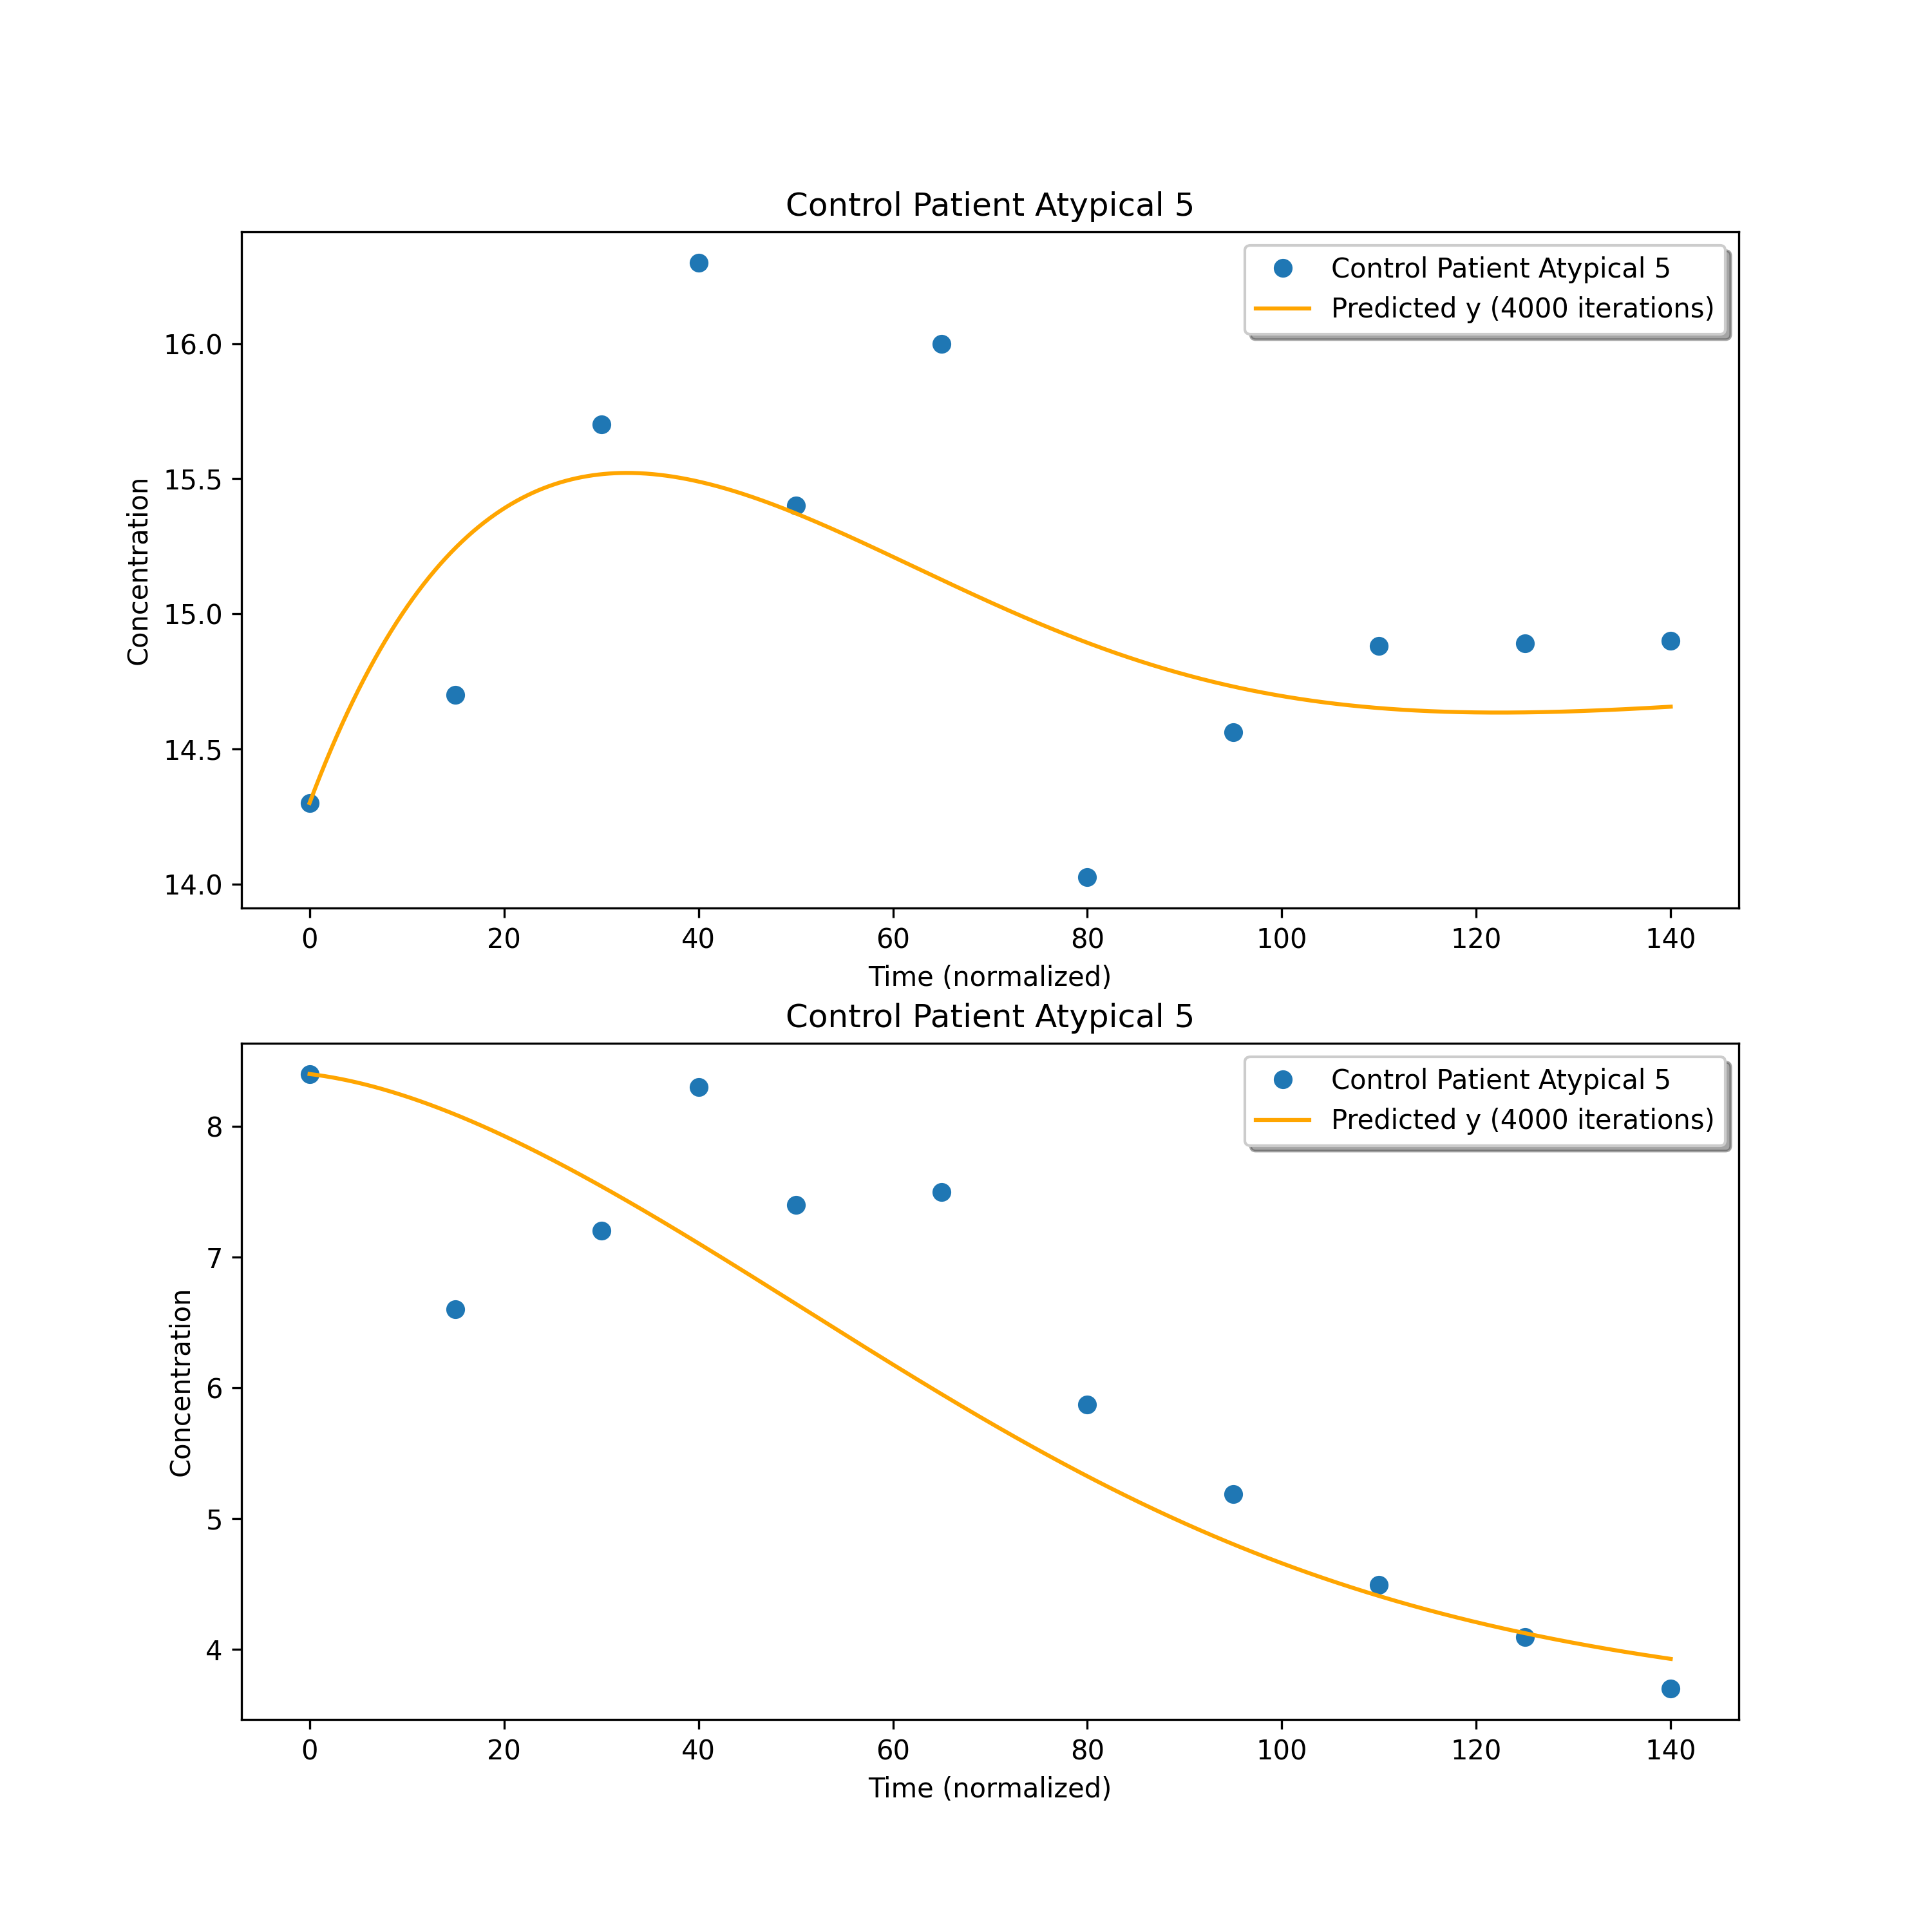 Control Patient Atypical 5
Control Patient Atypical 5
Predicted y (4000 iterations)
16.0
15.5
15.0
14.5
14.0
Concentration
0 20 40 60 80 100 120 140
Time (normalized)
Control Patient Atypical 5
Control Patient Atypical 5
Predicted y (4000 iterations)
8
7
6
5
4
Concentration
0 20 40 60 80 100 120 140
Time (normalized)